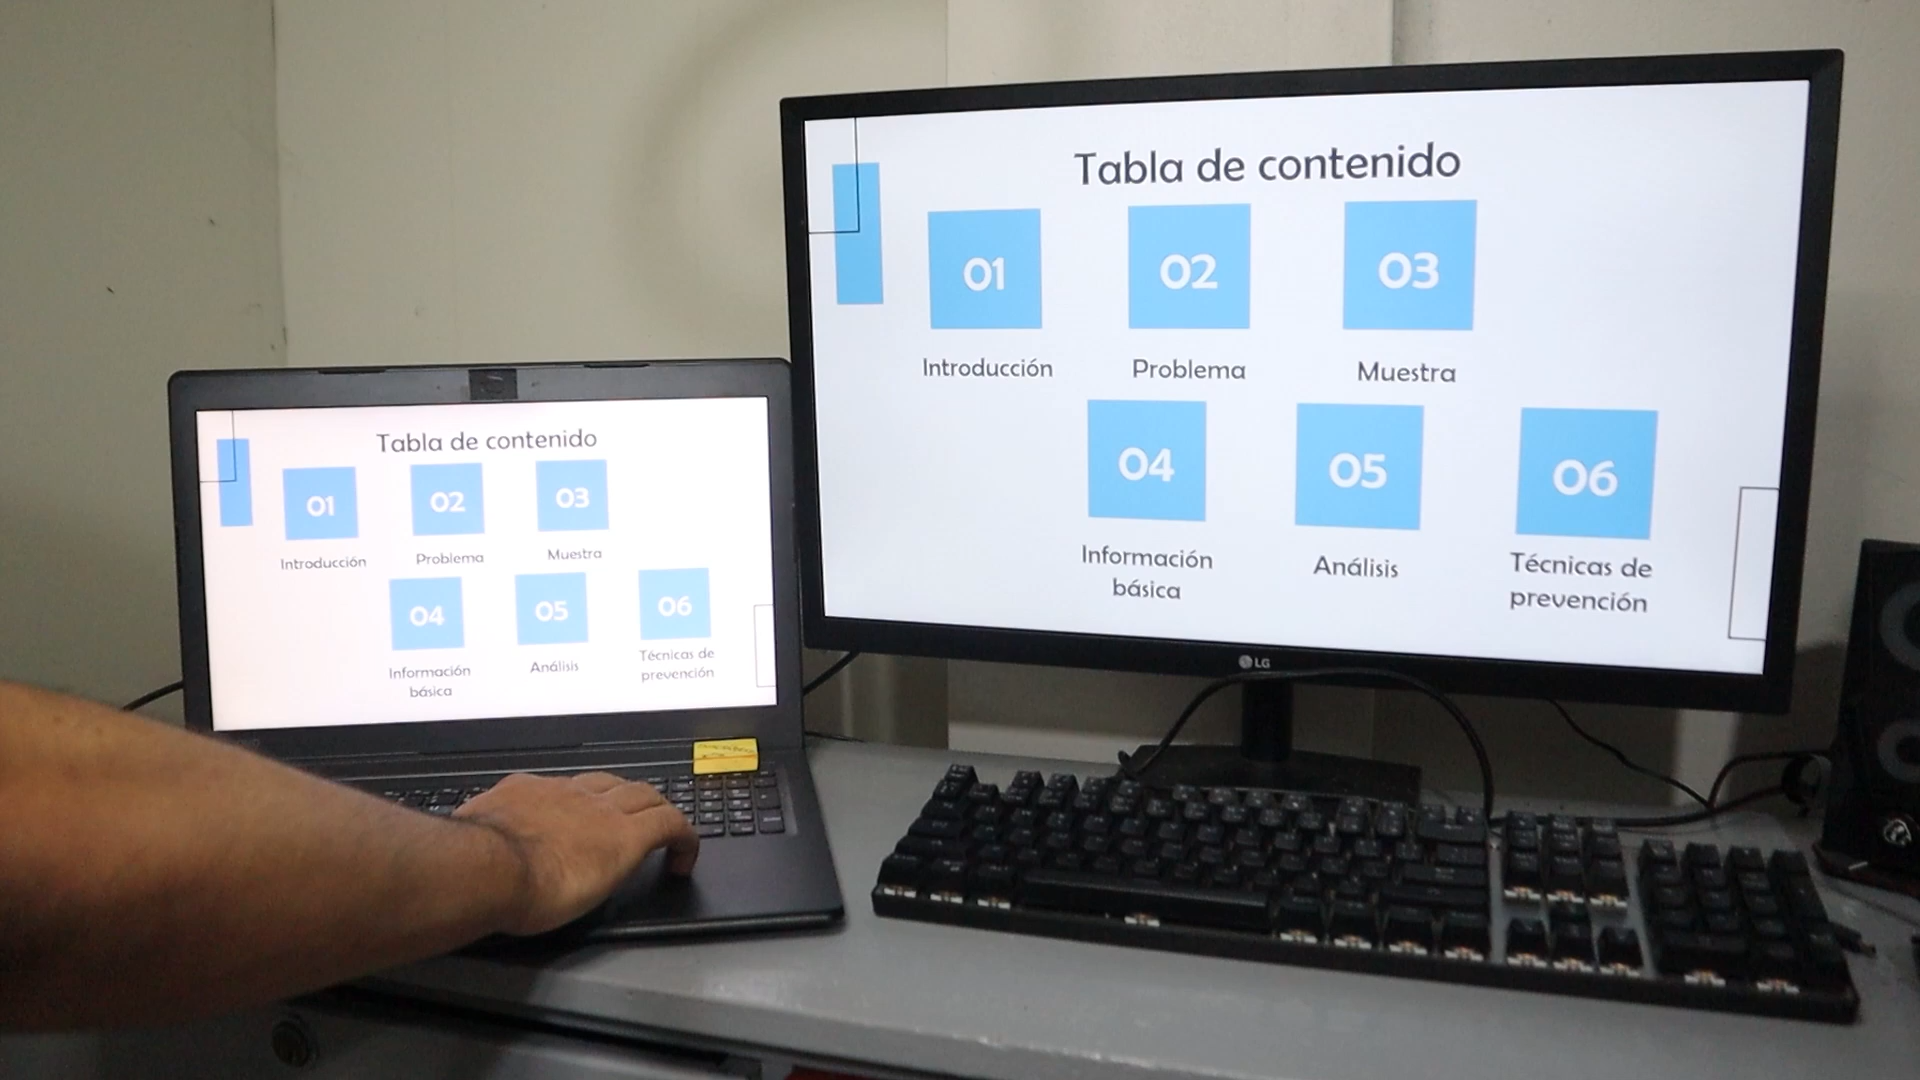 Tabla de contenido
01
02
03
Introducción
Problema
Muestra
04
05
06
Información
básica
Análisis
Técnicas de
prevención
Tabla de contenido
01
02
03
Introducción
Problema
Muestra
04
05
06
Información
básica
Análisis
Técnicas de
prevención
LG